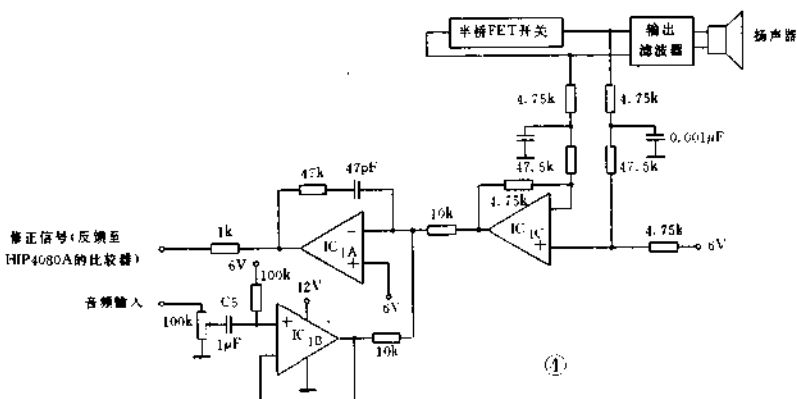 半桥FET开关
输出
滤波器
扬声器
4.75k
4.75k
0.001μF
47.5k
47.5k
47k
47pF
4.75k
10k
4.75k
6V
修正信号(反馈至
HIP4080A的比较器)
1k
IC1A
−
+
IC1C
+
6V
6V
100k
12V
音频输入
100k
C5
1μF
+
IC1B
10k
①